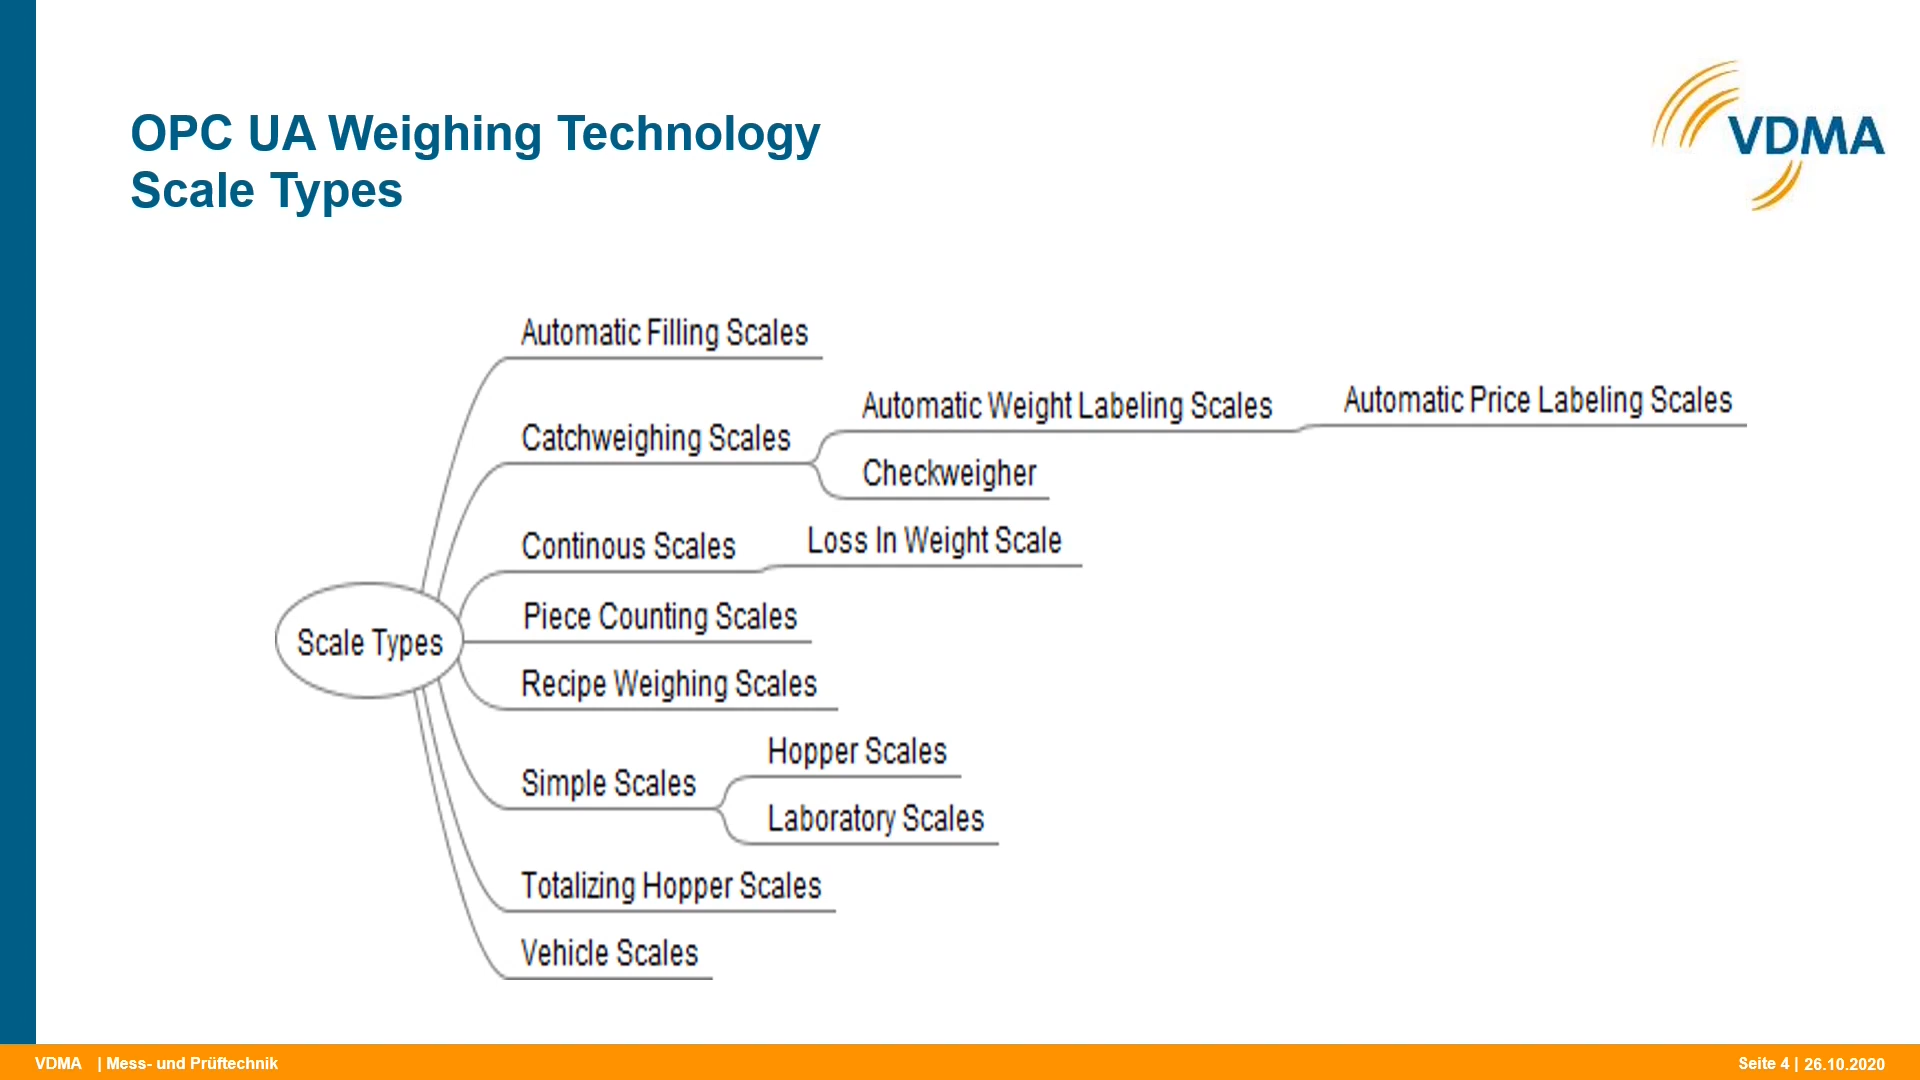 OPC UA Weighing Technology
Scale Types
VDMA
Automatic Filling Scales
Catchweighing Scales
Automatic Weight Labeling Scales
Automatic Price Labeling Scales
Checkweigher
Continous Scales
Loss In Weight Scale
Piece Counting Scales
Scale Types
Recipe Weighing Scales
Simple Scales
Hopper Scales
Laboratory Scales
Totalizing Hopper Scales
Vehicle Scales
VDMA | Mess- und Prüftechnik
Seite 4 | 26.10.2020